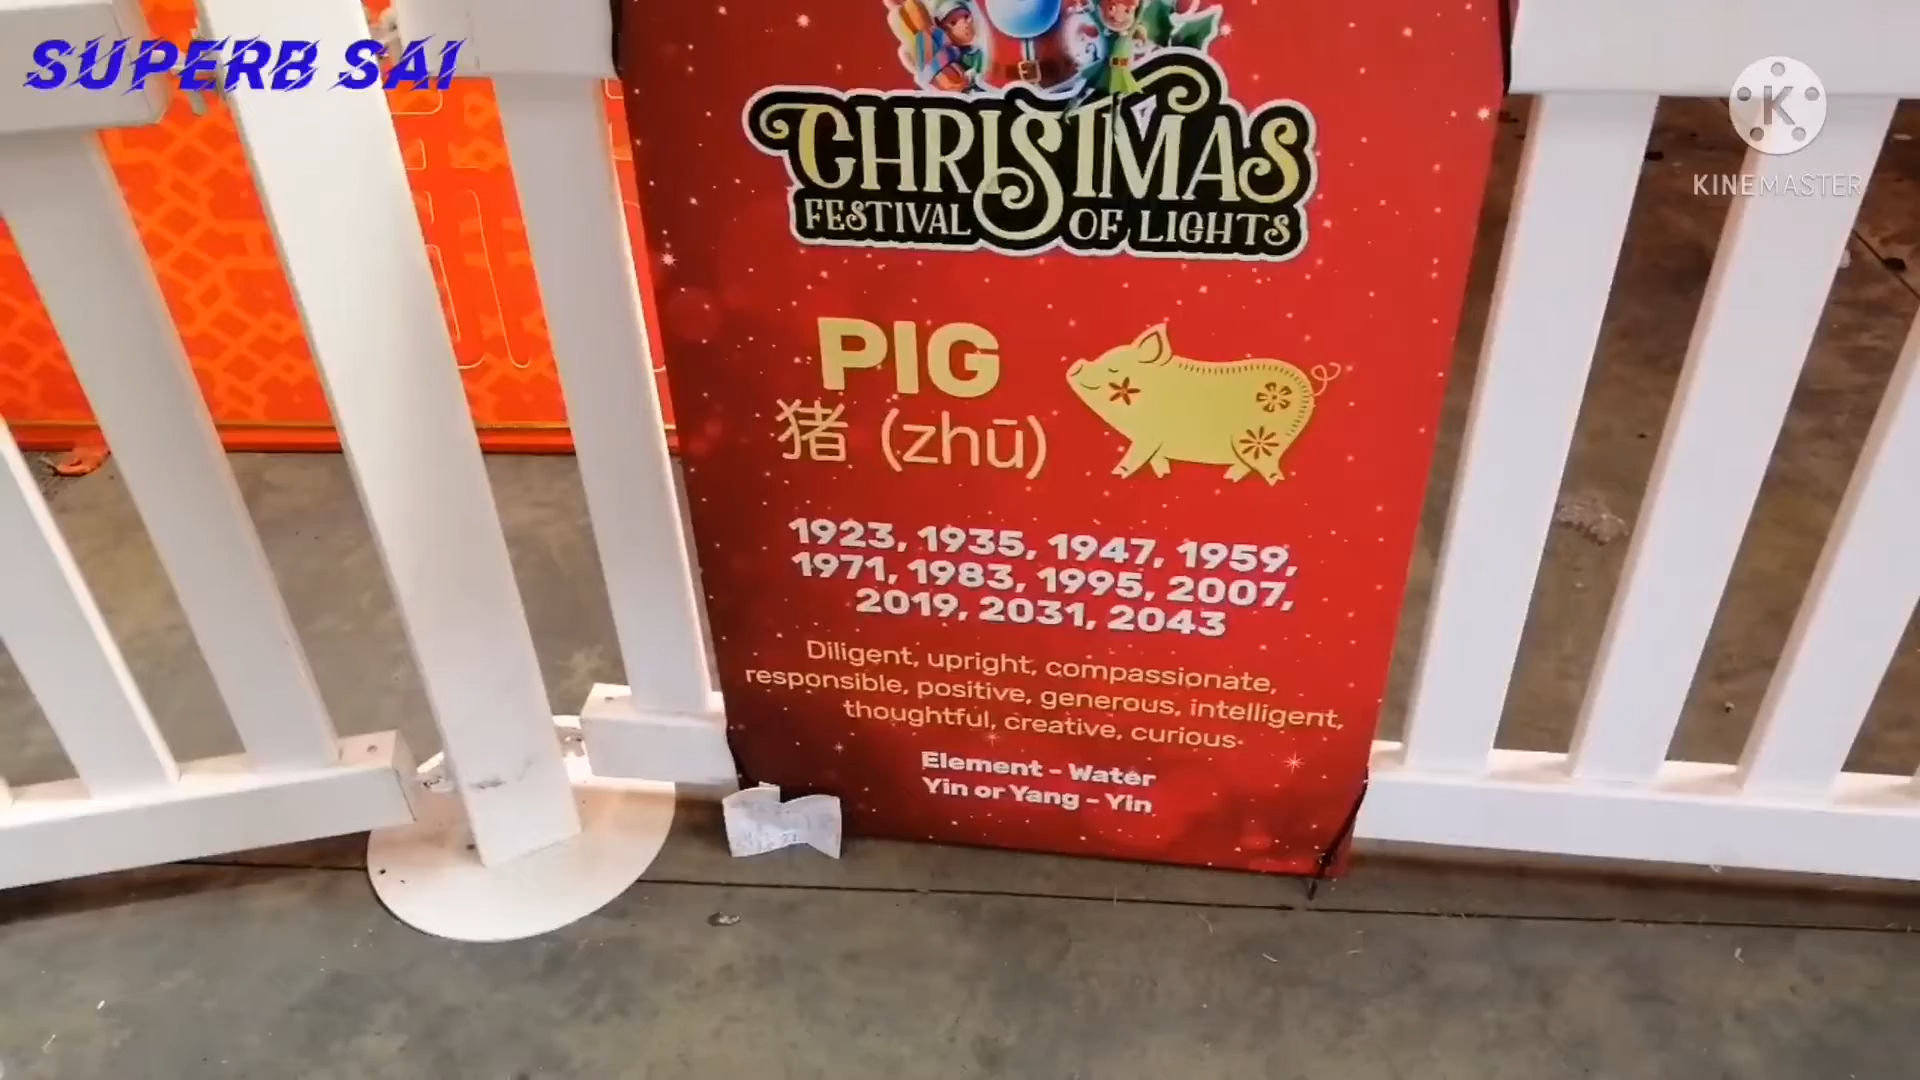 SUPERB SAI
KINEMASTER
CHRISTMAS
FESTIVAL OF LIGHTS
PIG
猪 (zhū)
1923, 1935, 1947, 1959,
1971, 1983, 1995, 2007,
2019, 2031, 2043
Diligent, upright, compassionate,
responsible, positive, generous, intelligent,
thoughtful, creative, curious.
Element - Water
Yin or Yang - Yin